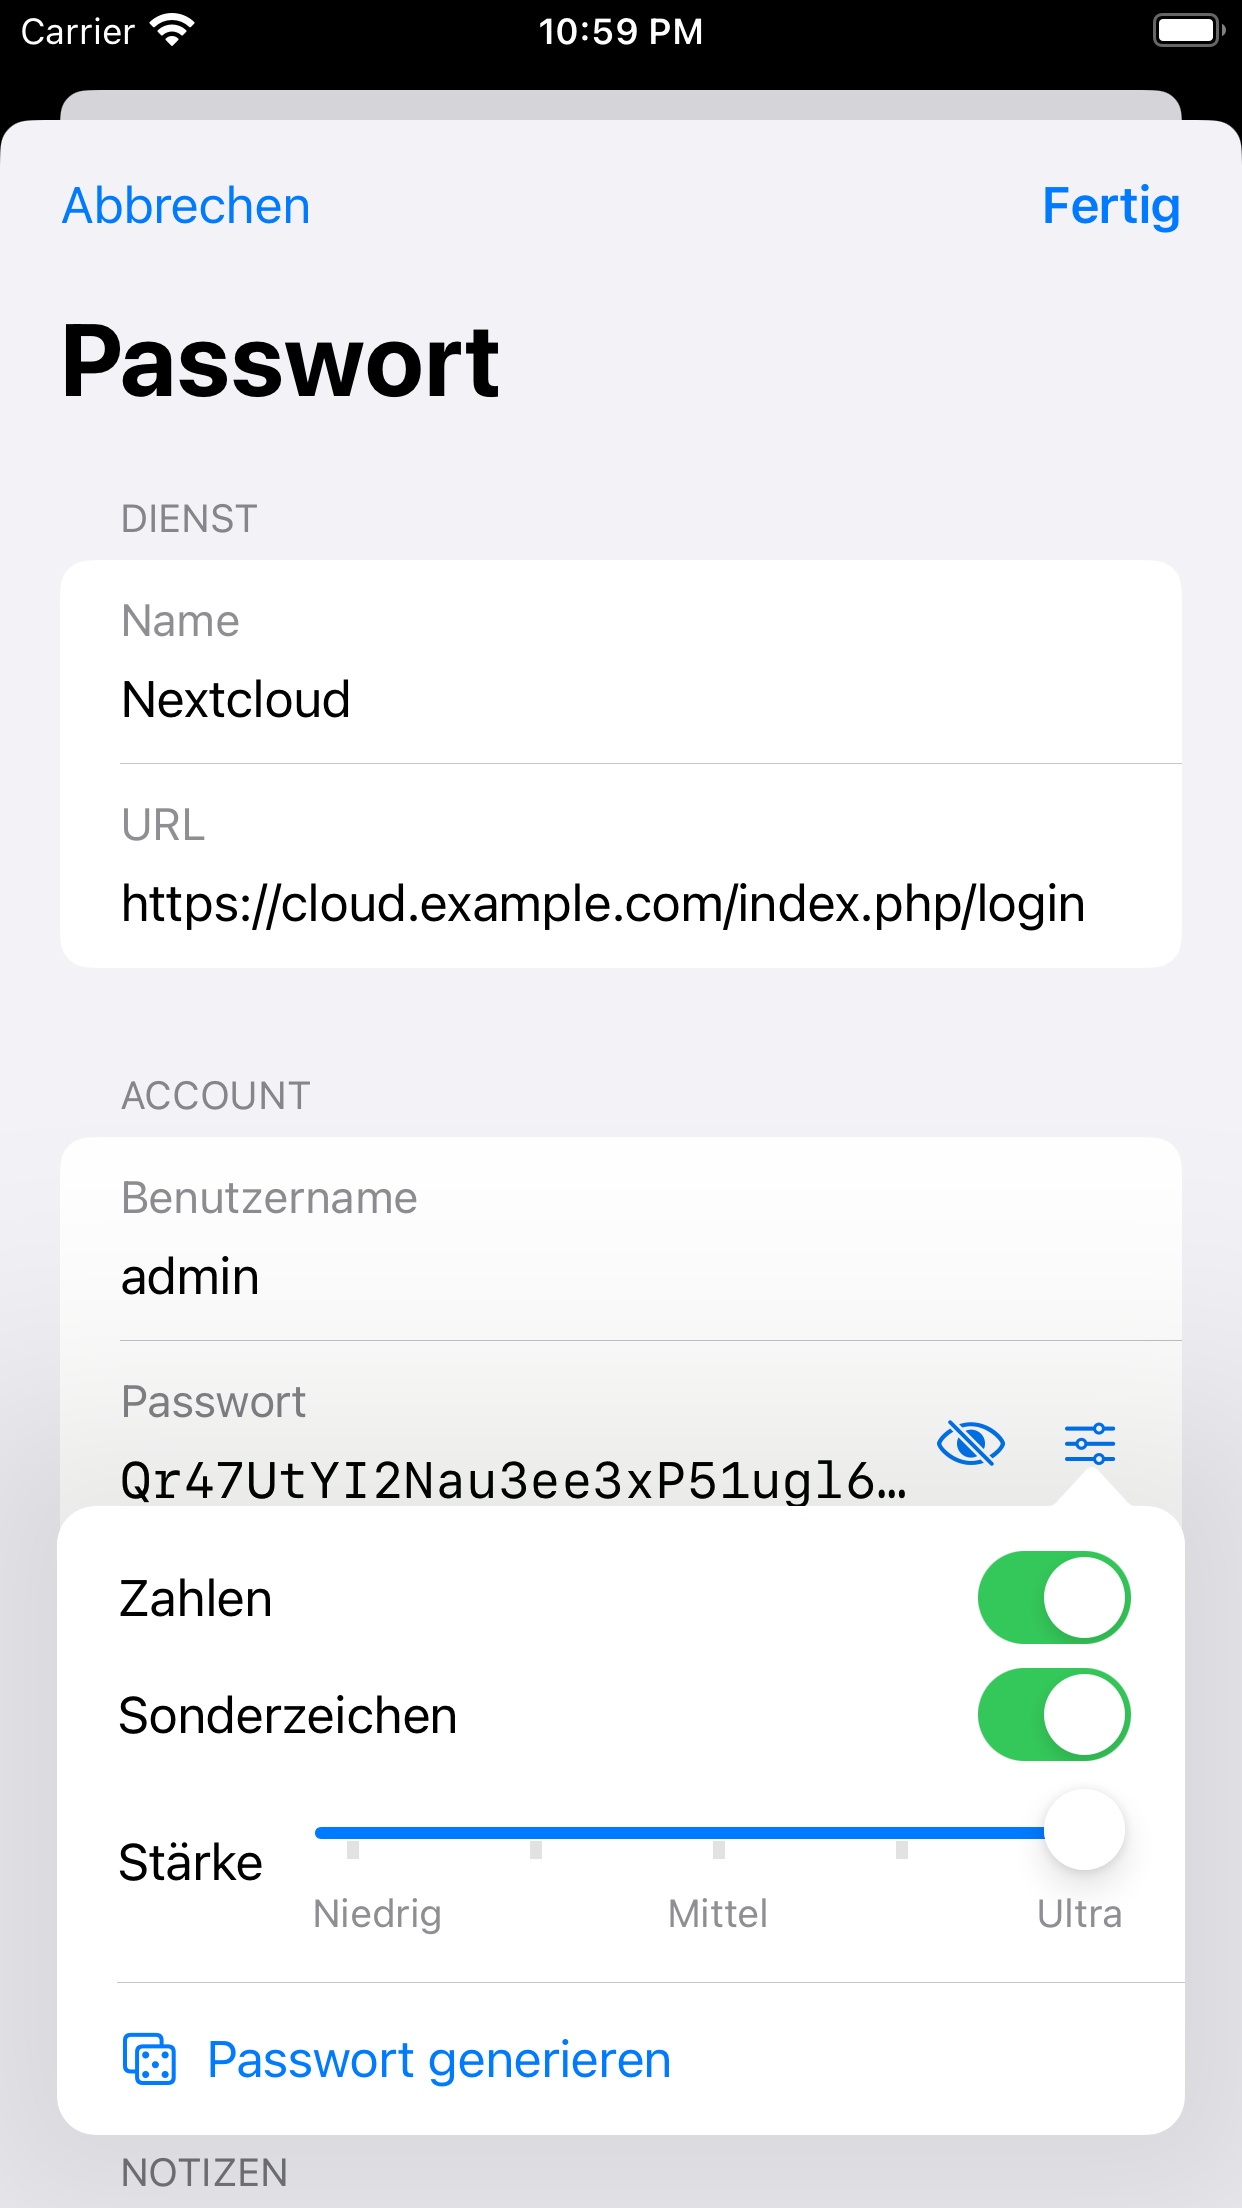 Carrier 10:59 PM
Abbrechen Fertig
Passwort
DIENST
Name
Nextcloud
URL
https://cloud.example.com/index.php/login
ACCOUNT
Benutzername
admin
Passwort
Qr47UtYI2Nau3ee3xP51ugl6…
Zahlen
Sonderzeichen
Stärke
Niedrig Mittel Ultra
Passwort generieren
NOTIZEN